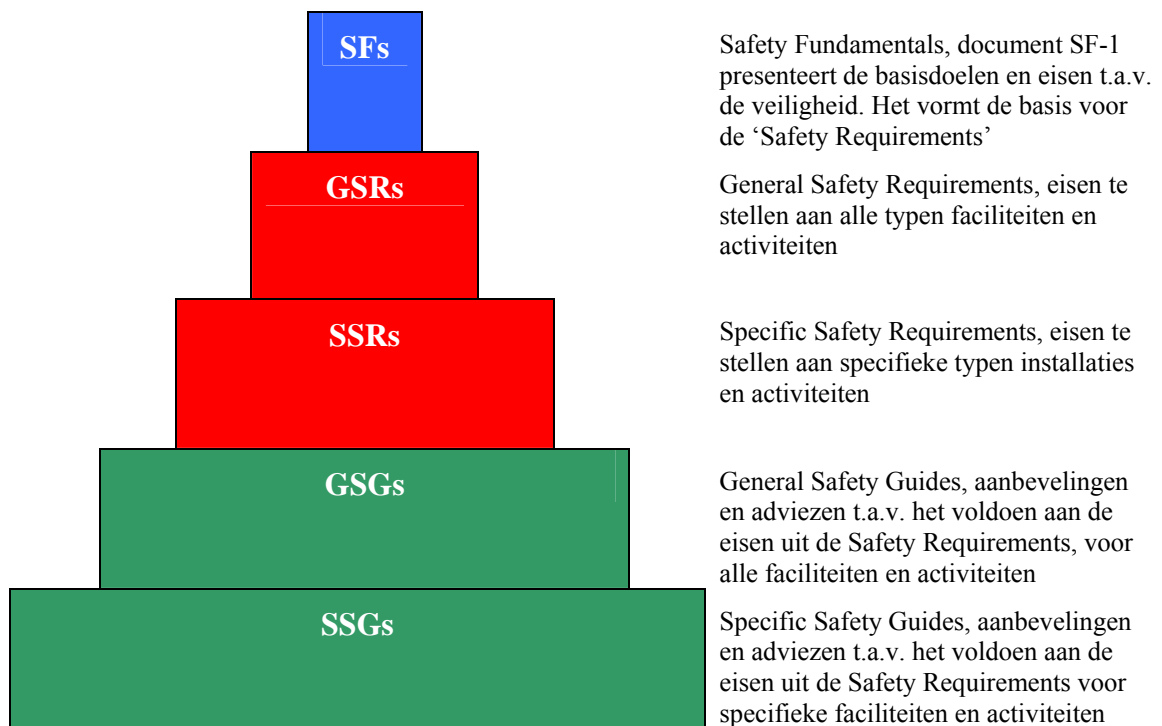 SFs
Safety Fundamentals, document SF-1
presenteert de basisdoelen en eisen t.a.v.
de veiligheid. Het vormt de basis voor
de ‘Safety Requirements’
GSRs
General Safety Requirements, eisen te
stellen aan alle typen faciliteiten en
activiteiten
SSRs
Specific Safety Requirements, eisen te
stellen aan specifieke typen installaties
en activiteiten
GSGs
General Safety Guides, aanbevelingen
en adviezen t.a.v. het voldoen aan de
eisen uit de Safety Requirements, voor
alle faciliteiten en activiteiten
SSGs
Specific Safety Guides, aanbevelingen
en adviezen t.a.v. het voldoen aan de
eisen uit de Safety Requirements voor
specifieke faciliteiten en activiteiten